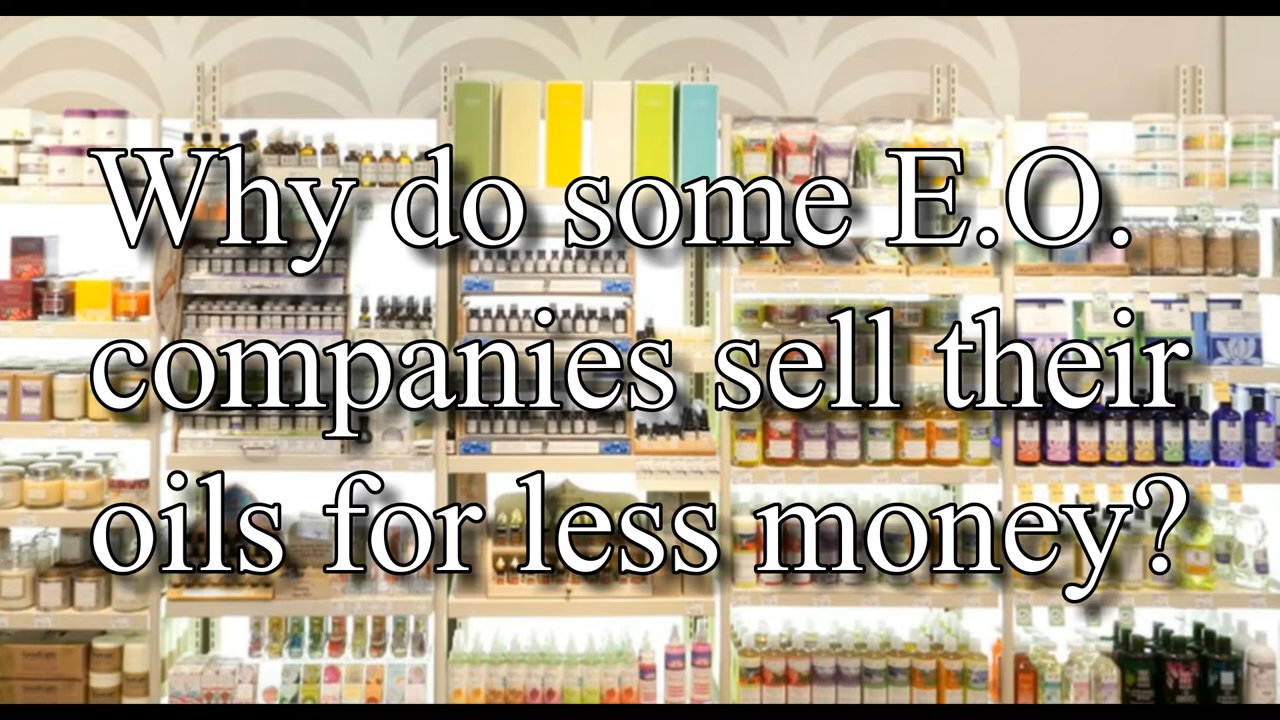 Why do some E.O.
companies sell their
oils for less money?